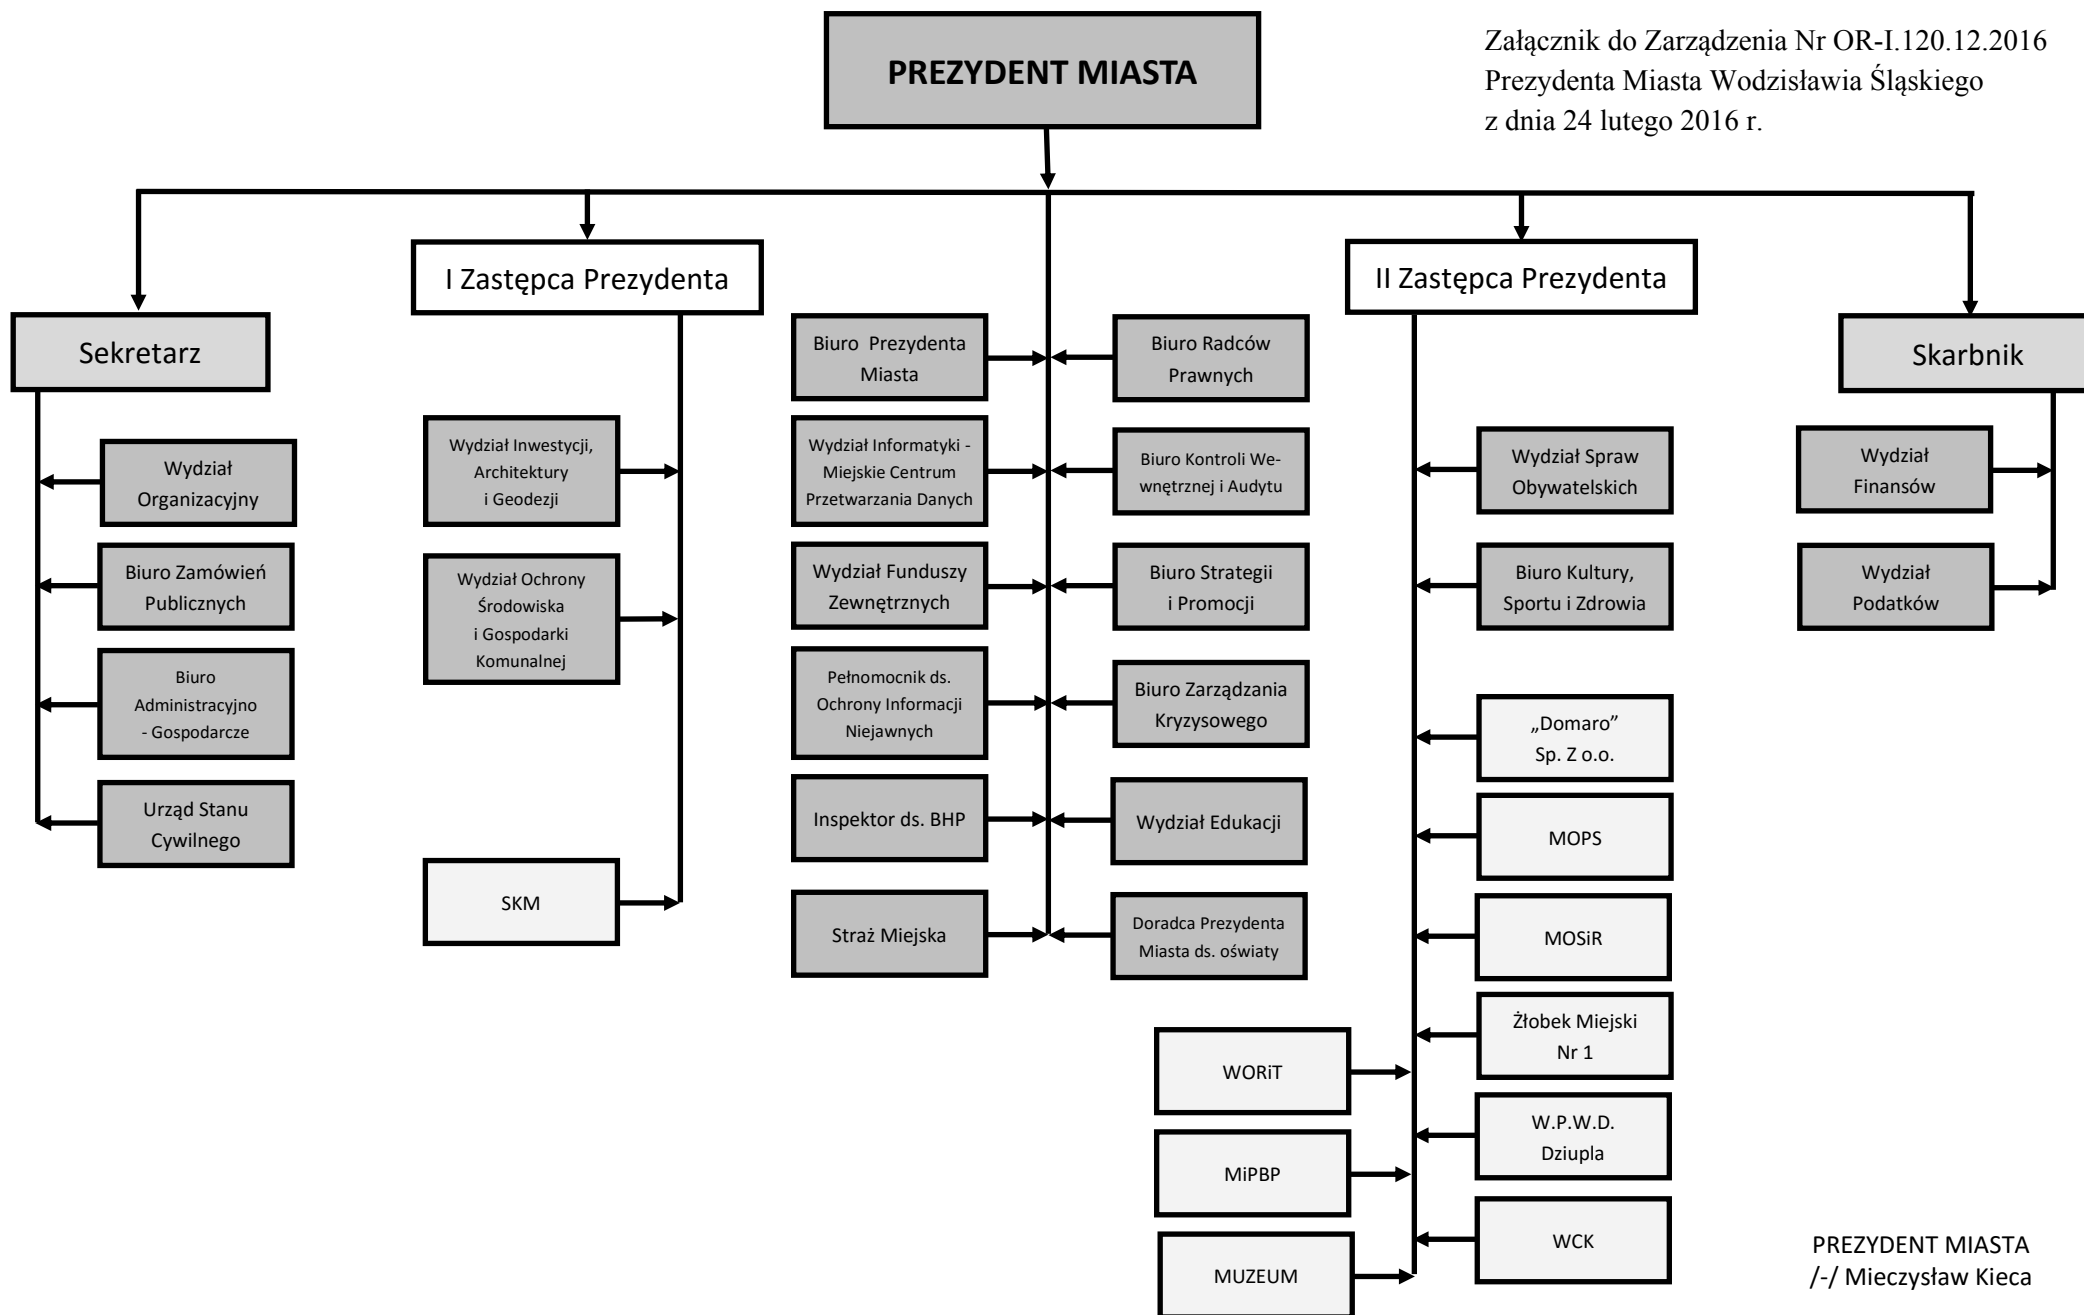 PREZYDENT MIASTA
Załącznik do Zarządzenia Nr OR-I.120.12.2016
Prezydenta Miasta Wodzisławia Śląskiego
z dnia 24 lutego 2016 r.
I Zastępca Prezydenta
II Zastępca Prezydenta
Sekretarz
Skarbnik
Wydział
Organizacyjny
Biuro Zamówień
Publicznych
Biuro
Administracyjno
- Gospodarcze
Urząd Stanu
Cywilnego
Wydział Inwestycji,
Architektury
i Geodezji
Wydział Ochrony
Środowiska
i Gospodarki
Komunalnej
SKM
Biuro  Prezydenta
Miasta
Wydział Informatyki -
Miejskie Centrum
Przetwarzania Danych
Wydział Funduszy
Zewnętrznych
Pełnomocnik ds.
Ochrony Informacji
Niejawnych
Inspektor ds. BHP
Straż Miejska
Biuro Radców
Prawnych
Biuro Kontroli We-
wnętrznej i Audytu
Biuro Strategii
i Promocji
Biuro Zarządzania
Kryzysowego
Wydział Edukacji
Doradca Prezydenta
Miasta ds. oświaty
WORiT
MiPBP
MUZEUM
Wydział Spraw
Obywatelskich
Biuro Kultury,
Sportu i Zdrowia
„Domaro”
Sp. Z o.o.
MOPS
MOSiR
Żłobek Miejski
Nr 1
W.P.W.D.
Dziupla
WCK
Wydział
Finansów
Wydział
Podatków
PREZYDENT MIASTA
/-/ Mieczysław Kieca